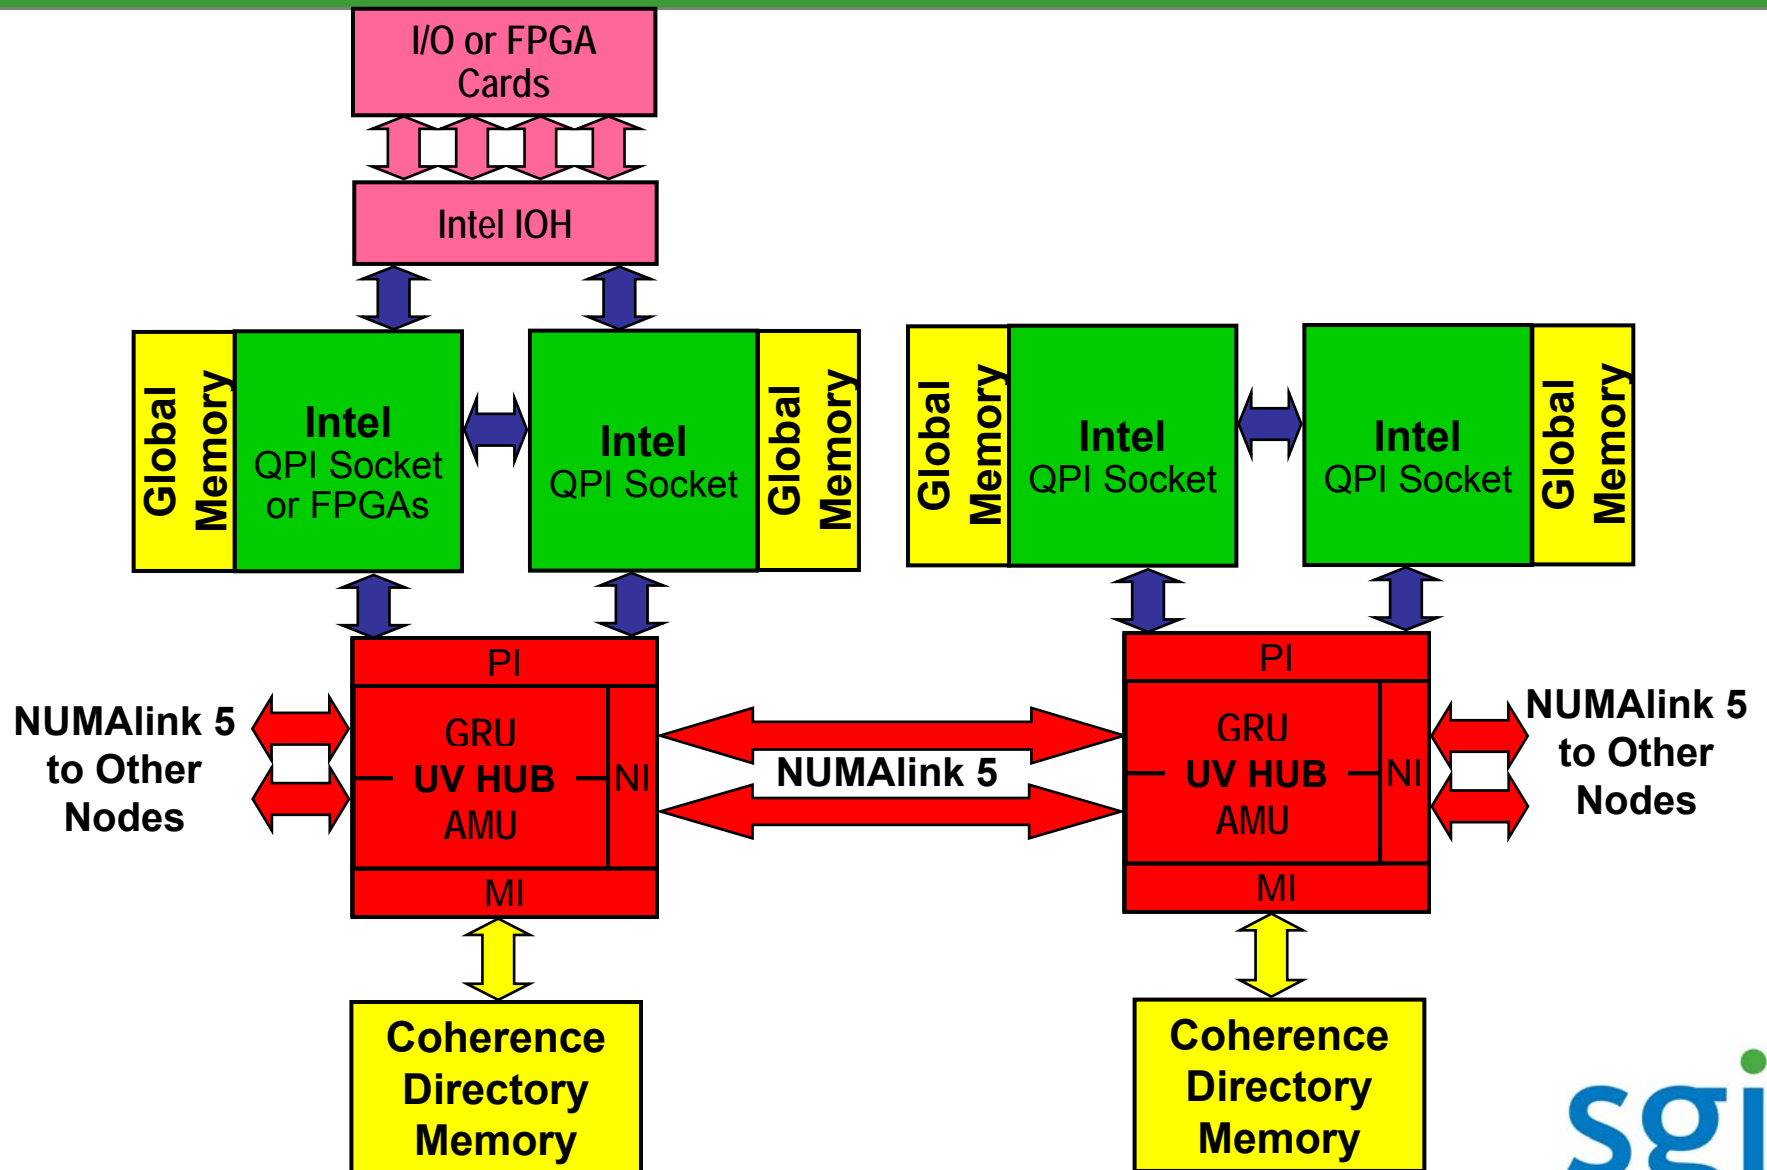 I/O or FPGA
Cards
Intel IOH
Global
Memory
Intel
QPI Socket
or FPGAs
Intel
QPI Socket
Global
Memory
Global
Memory
Intel
QPI Socket
Intel
QPI Socket
Global
Memory
NUMAlink 5
to Other
Nodes
PI
GRU
UV HUB
AMU
NI
MI
NUMAlink 5
PI
GRU
UV HUB
AMU
NI
MI
NUMAlink 5
to Other
Nodes
Coherence
Directory
Memory
Coherence
Directory
Memory
sgi